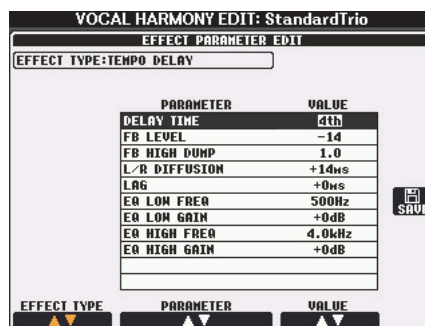 VOCAL HARMONY EDIT: StandardTrio
EFFECT PARAMETER EDIT
EFFECT TYPE:TEMPO DELAY
PARAMETER VALUE
DELAY TIME 4th
FB LEVEL -14
FB HIGH DUMP 1.0
L/R DIFFUSION +14ms
LAG +0ms
EQ LOW FREQ 500Hz
EQ LOW GAIN +0dB
EQ HIGH FREQ 4.0kHz
EQ HIGH GAIN +0dB
SAVE
EFFECT TYPE PARAMETER VALUE